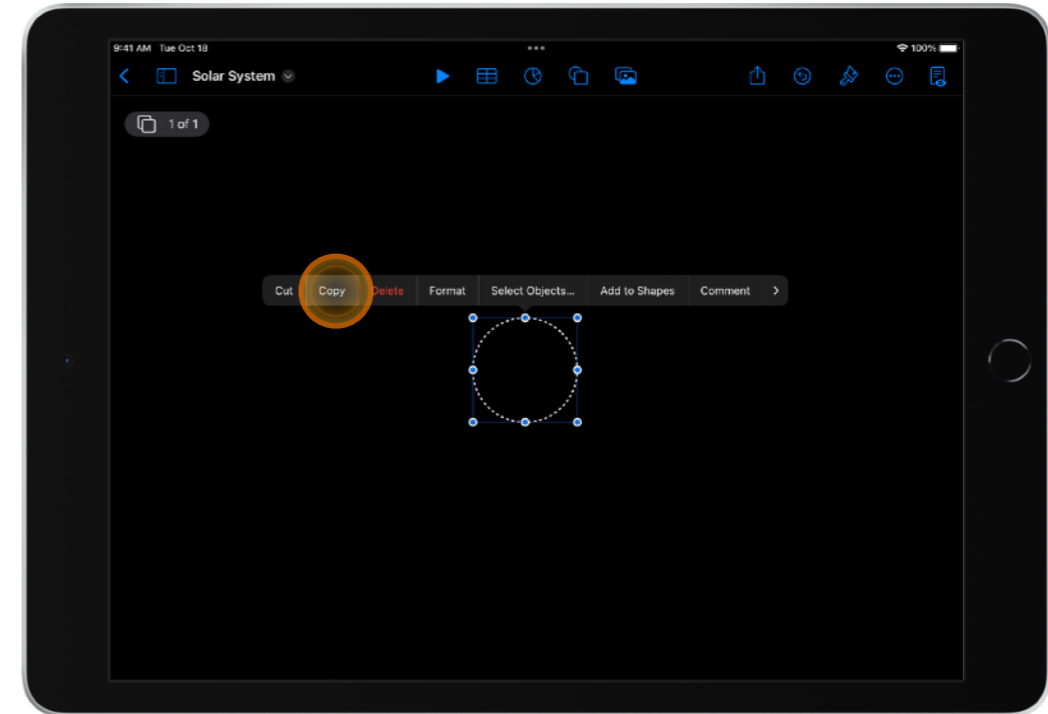 9:41 AM Tue Oct 18
100%
Solar System
1 of 1
Cut Copy Delete Format Select Objects... Add to Shapes Comment